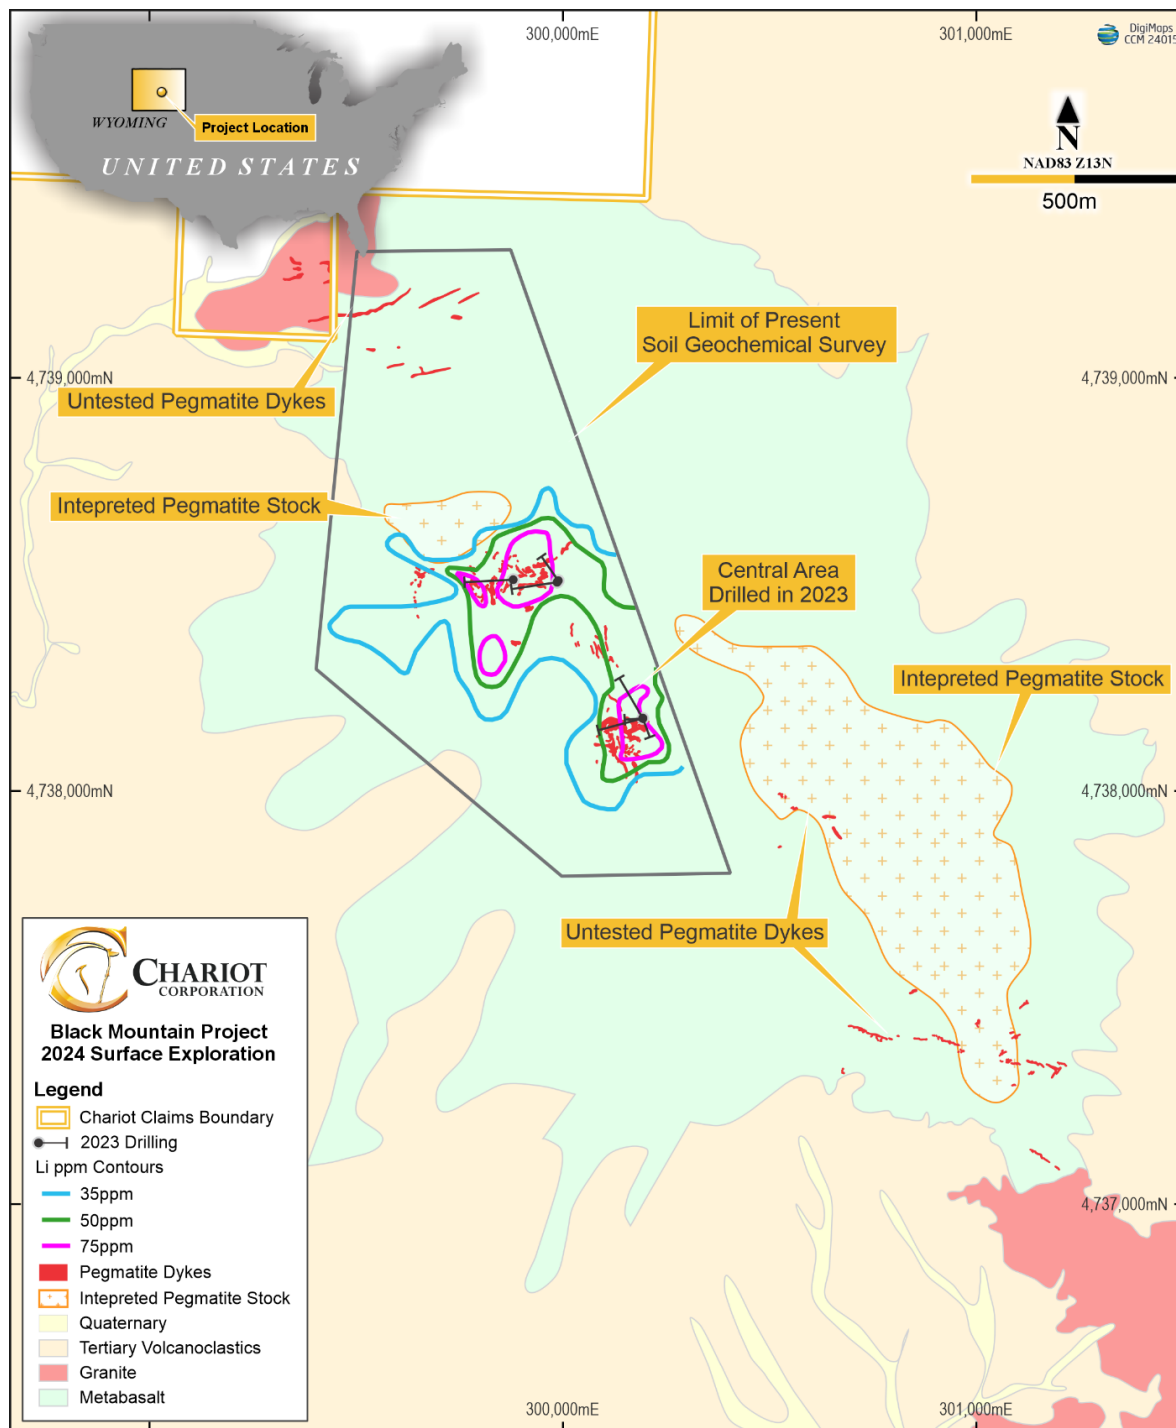 300,000mE
301,000mE
DigiMaps
CCM 24015
WYOMING
Project Location
UNITED STATES
N
NAD83 Z13N
500m
Limit of Present
Soil Geochemical Survey
4,739,000mN
4,739,000mN
Untested Pegmatite Dykes
Intepreted Pegmatite Stock
Central Area
Drilled in 2023
Intepreted Pegmatite Stock
4,738,000mN
4,738,000mN
Untested Pegmatite Dykes
CHARIOT
CORPORATION
Black Mountain Project
2024 Surface Exploration
Legend
Chariot Claims Boundary
2023 Drilling
Li ppm Contours
35ppm
50ppm
75ppm
Pegmatite Dykes
Intepreted Pegmatite Stock
Quaternary
Tertiary Volcanoclastics
Granite
Metabasalt
4,737,000mN
300,000mE
301,000mE